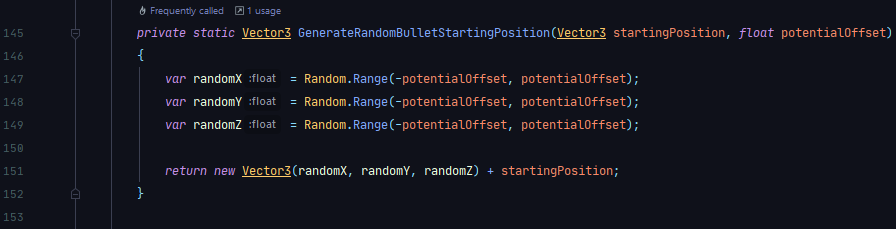 Frequently called 1 usage
145 private static Vector3 GenerateRandomBulletStartingPosition(Vector3 startingPosition, float potentialOffset)
146 {
147 var randomX :float = Random.Range(-potentialOffset, potentialOffset);
148 var randomY :float = Random.Range(-potentialOffset, potentialOffset);
149 var randomZ :float = Random.Range(-potentialOffset, potentialOffset);
150
151 return new Vector3(randomX, randomY, randomZ) + startingPosition;
152 }
153